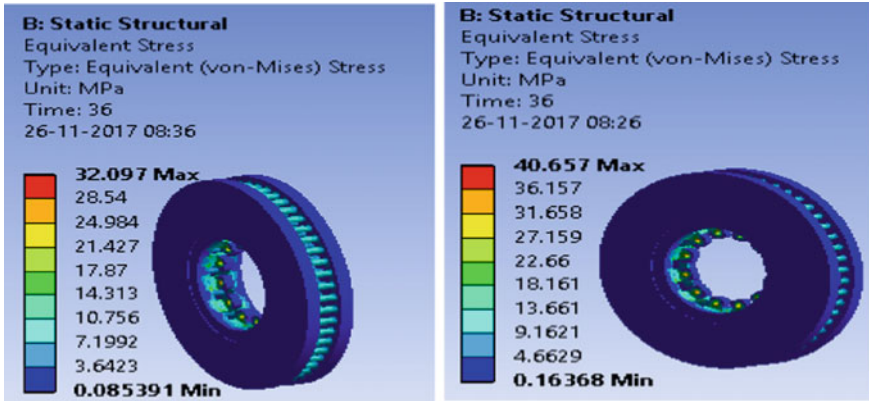 B: Static Structural
Equivalent Stress
Type: Equivalent (von-Mises) Stress
Unit: MPa
Time: 36
26-11-2017 08:36
32.097 Max
28.54
24.984
21.427
17.87
14.313
10.756
7.1992
3.6423
0.085391 Min
B: Static Structural
Equivalent Stress
Type: Equivalent (von-Mises) Stress
Unit: MPa
Time: 36
26-11-2017 08:26
40.657 Max
36.157
31.658
27.159
22.66
18.161
13.661
9.1621
4.6629
0.16368 Min